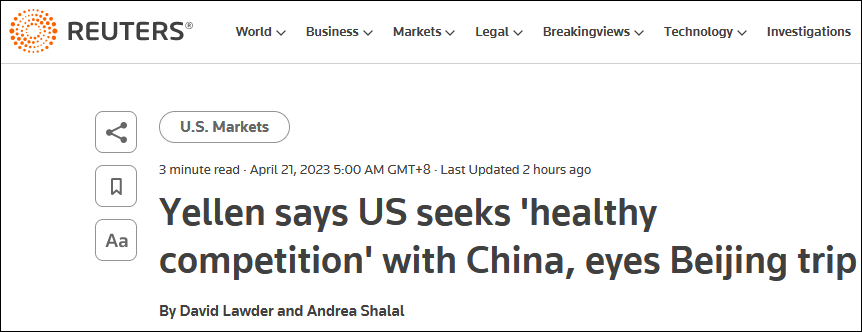 REUTERS® World Business Markets Legal Breakingviews Technology Investigations
U.S. Markets
3 minute read · April 21, 2023 5:00 AM GMT+8 · Last Updated 2 hours ago
Aa
Yellen says US seeks 'healthy
competition' with China, eyes Beijing trip
By David Lawder and Andrea Shalal